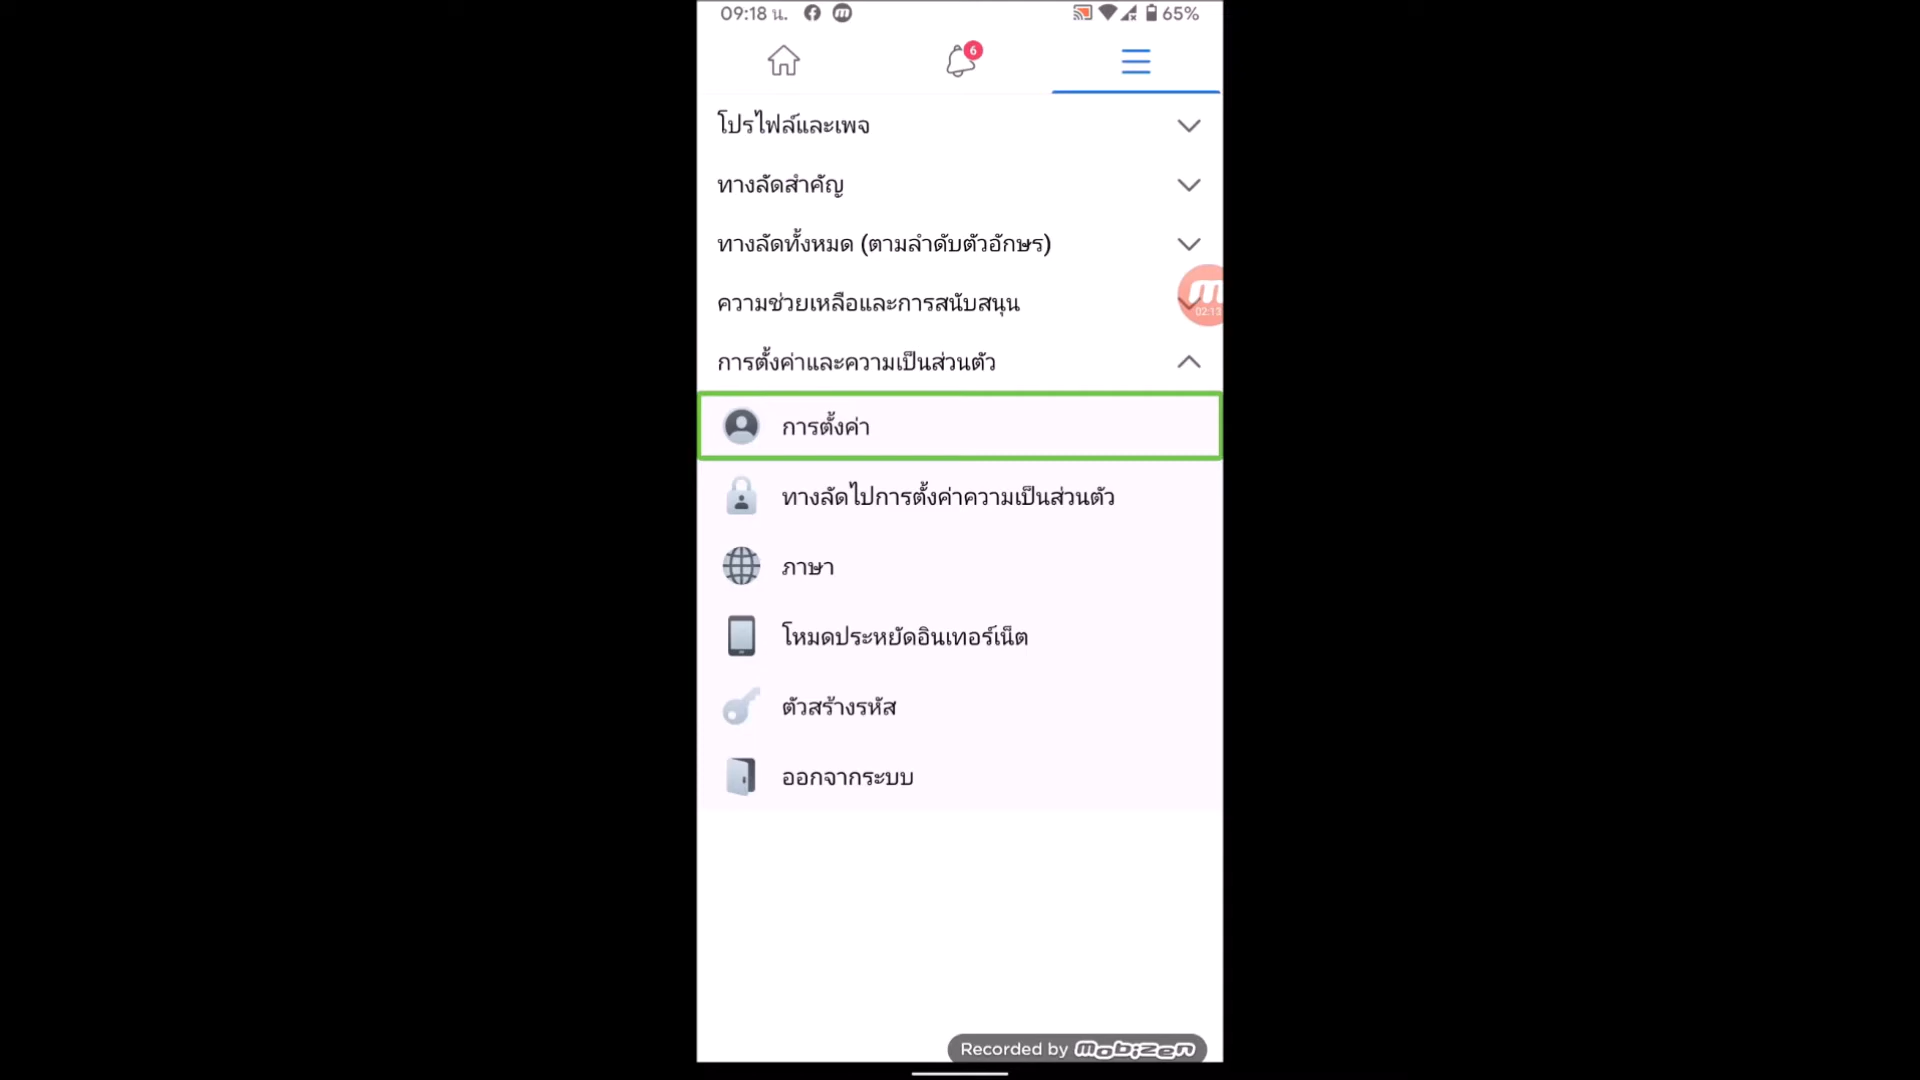 09:18 น.
65%
6
โปรไฟล์และเพจ
ทางลัดสำคัญ
ทางลัดทั้งหมด (ตามลำดับตัวอักษร)
ความช่วยเหลือและการสนับสนุน
02:13
การตั้งค่าและความเป็นส่วนตัว
การตั้งค่า
ทางลัดไปการตั้งค่าความเป็นส่วนตัว
ภาษา
โหมดประหยัดอินเทอร์เน็ต
ตัวสร้างรหัส
ออกจากระบบ
Recorded by mobizen